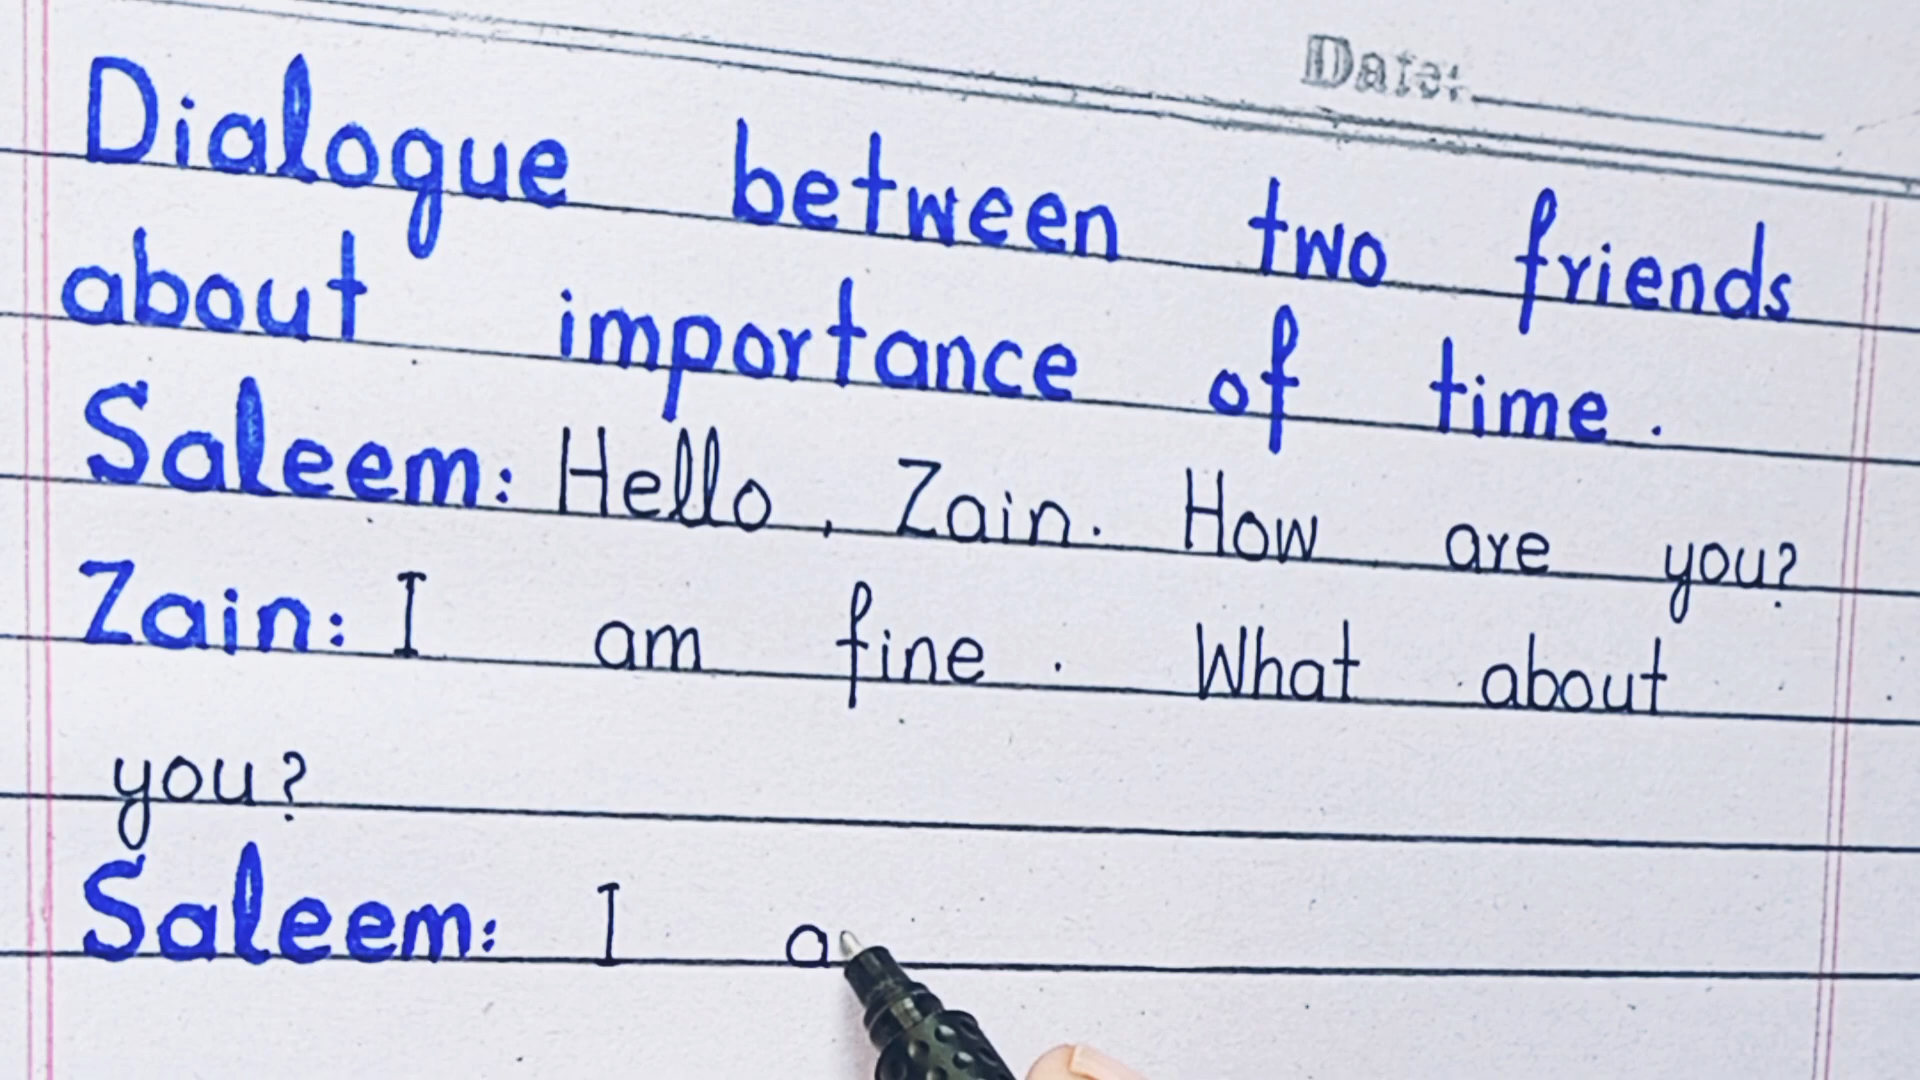 Date:
Dialogue between two friends
about importance of time.
Saleem: Hello, Zain. How are you?
Zain: I am fine. What about
you?
Saleem: I a